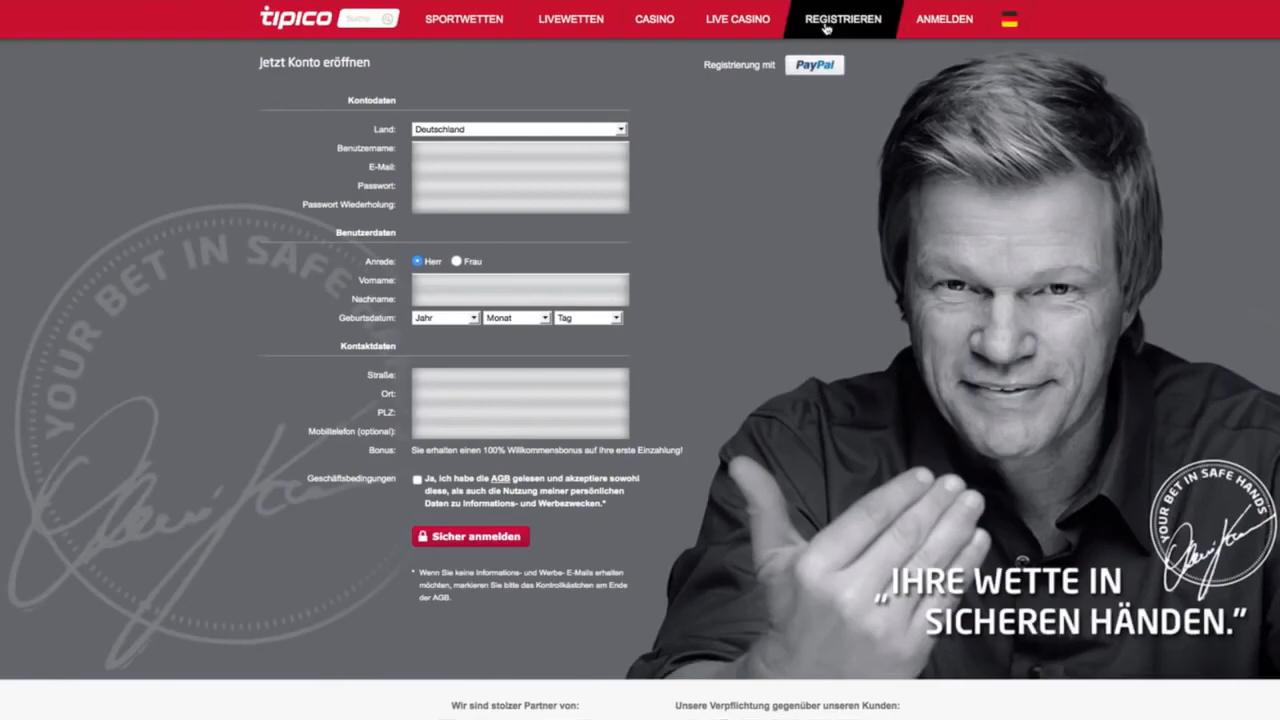 tipico Suche SPORTWETTEN LIVEWETTEN CASINO LIVE CASINO REGISTRIEREN ANMELDEN
Jetzt Konto eröffnen
Registrierung mit PayPal
Kontodaten
Land: Deutschland
Benutzername:
E-Mail:
Passwort:
Passwort Wiederholung:
Benutzerdaten
Anrede: Herr Frau
Vorname:
Nachname:
Geburtsdatum: Jahr Monat Tag
Kontaktdaten
Straße:
Ort:
PLZ:
Mobiltelefon (optional):
Bonus: Sie erhalten einen 100% Willkommensbonus auf Ihre erste Einzahlung!
Geschäftsbedingungen Ja, ich habe die AGB gelesen und akzeptiere sowohl
diese, als auch die Nutzung meiner persönlichen
Daten zu Informations- und Werbezwecken.*
Sicher anmelden
* Wenn Sie keine Informations- und Werbe- E-Mails erhalten
möchten, markieren Sie bitte das Kontrollkästchen am Ende
der AGB.
YOUR BET IN SAFE
YOUR BET IN SAFE HANDS
„IHRE WETTE IN
SICHEREN HÄNDEN.”
Wir sind stolzer Partner von:
Unsere Verpflichtung gegenüber unseren Kunden: